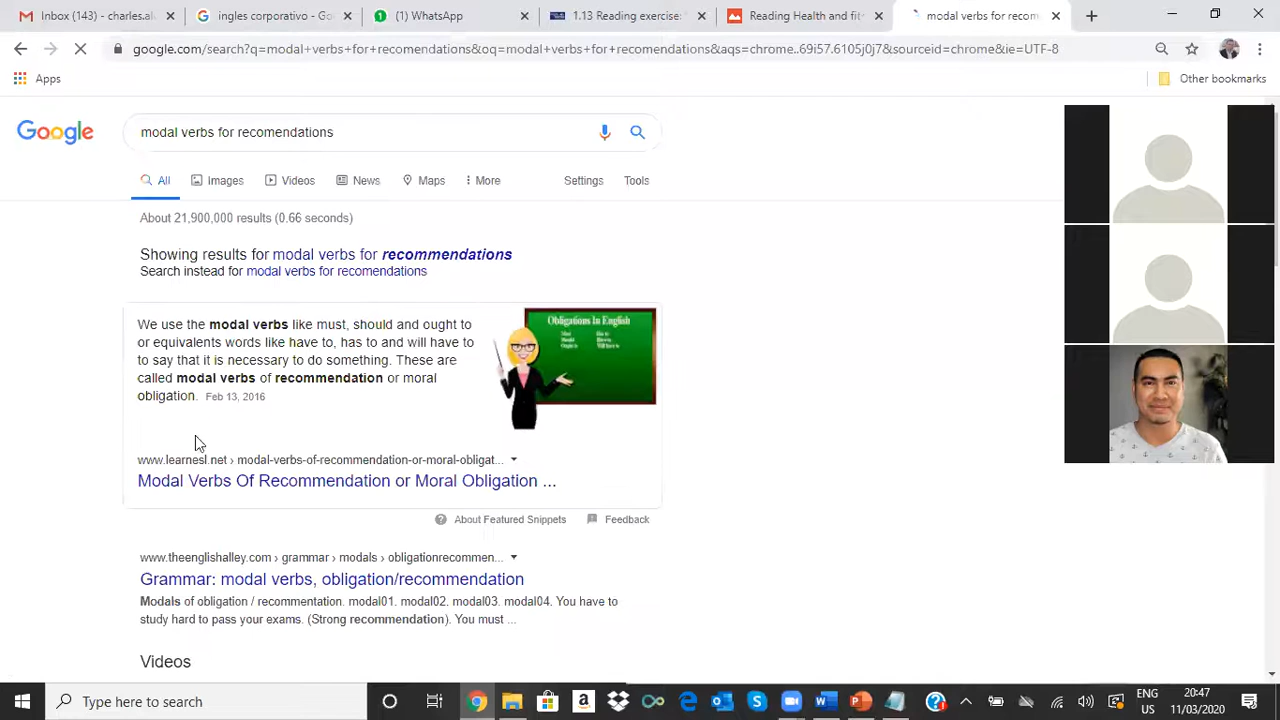 Inbox (143) - charles.al
ingles corporativo - Go
(1) WhatsApp
1.13 Reading exercise:
Reading Health and fit
modal verbs for recom
google.com/search?q=modal+verbs+for+recomendations&oq=modal+verbs+for+recomendations&aqs=chrome..69i57.6105j0j7&sourceid=chrome&ie=UTF-8
Apps
Other bookmarks
Google
modal verbs for recomendations
All Images Videos News Maps More Settings Tools
About 21,900,000 results (0.66 seconds)
Showing results for modal verbs for recommendations
Search instead for modal verbs for recomendations
We use the modal verbs like must, should and ought to
or equivalents words like have to, has to and will have to
to say that it is necessary to do something. These are
called modal verbs of recommendation or moral
obligation. Feb 13, 2016
Obligations In English
www.learnesl.net › modal-verbs-of-recommendation-or-moral-obligat...
Modal Verbs Of Recommendation or Moral Obligation ...
About Featured Snippets Feedback
www.theenglishalley.com › grammar › modals › obligationrecommen...
Grammar: modal verbs, obligation/recommendation
Modals of obligation / recommentation. modal01. modal02. modal03. modal04. You have to
study hard to pass your exams. (Strong recommendation). You must ...
Videos
Type here to search
ENG
US
20:47
11/03/2020